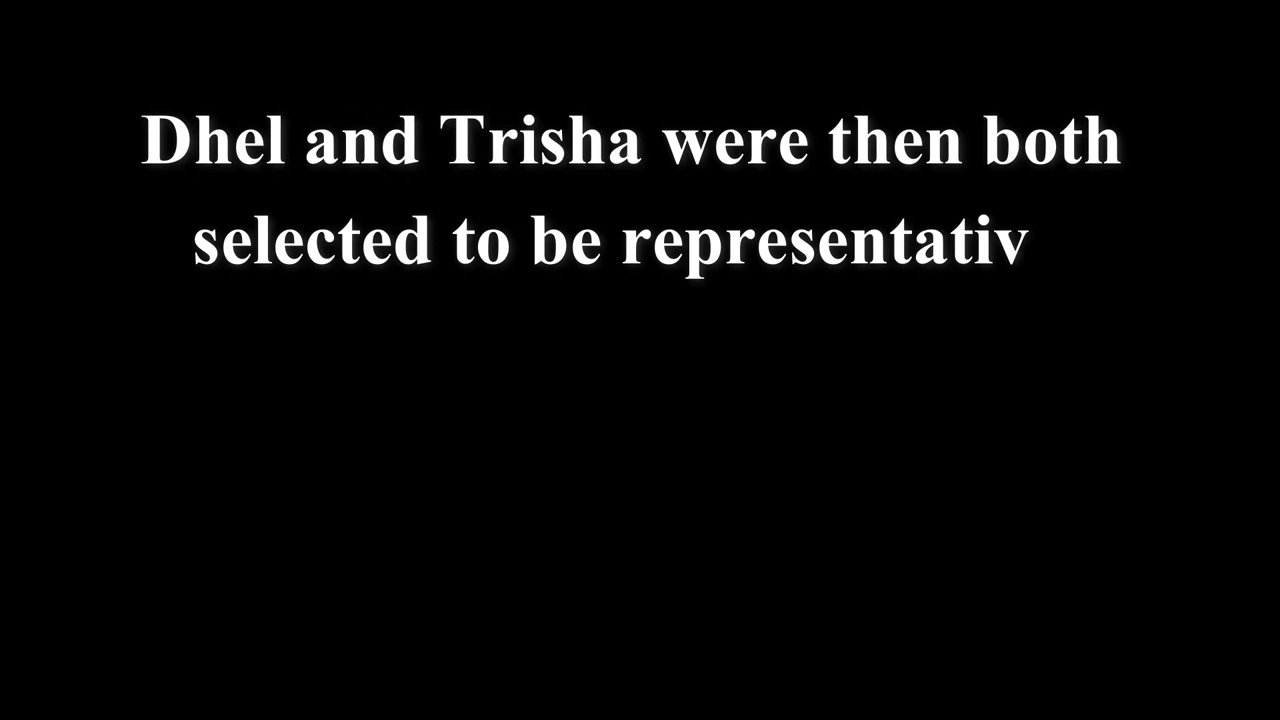 Dhel and Trisha were then both
selected to be representativ